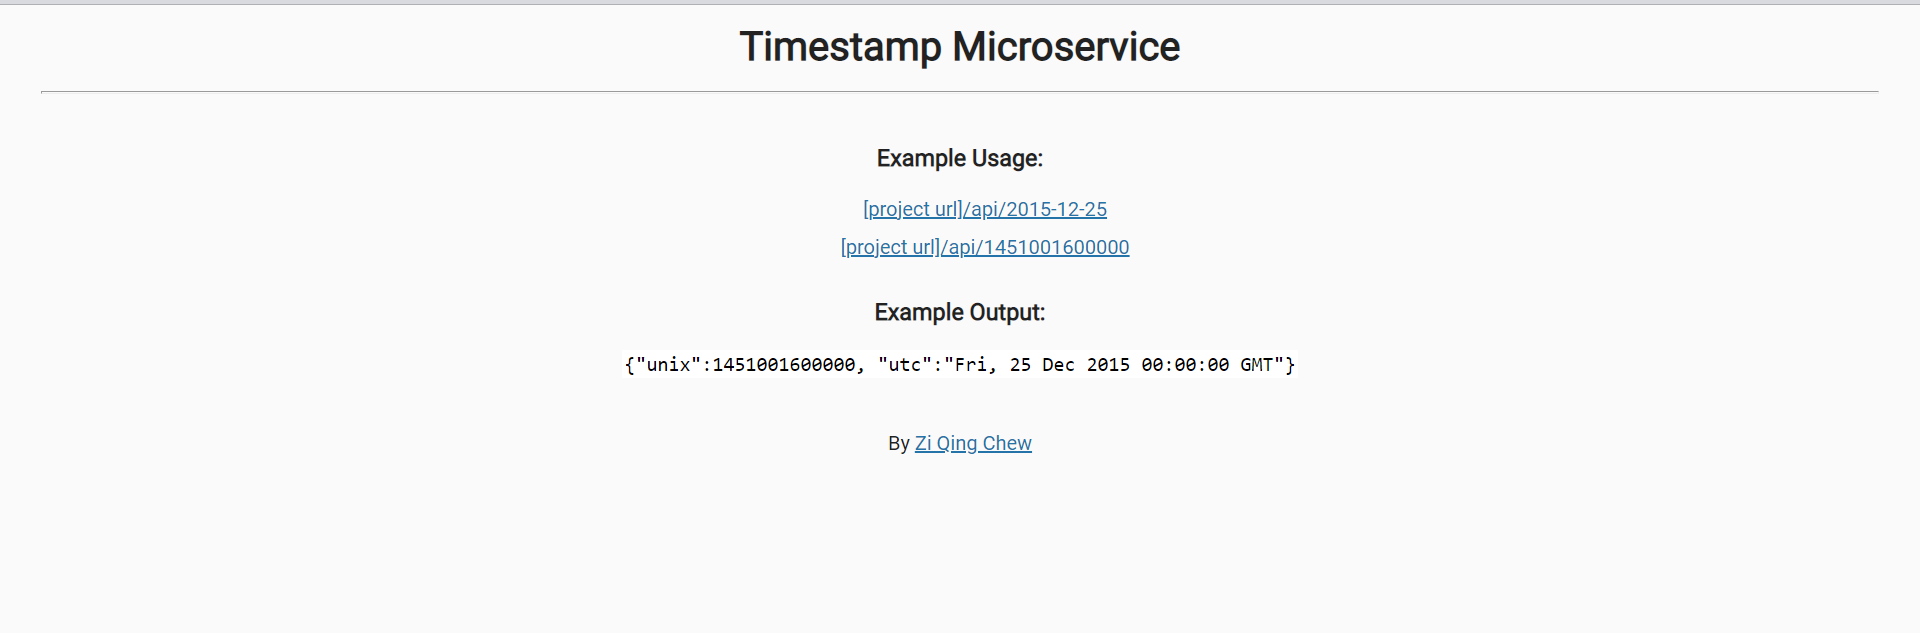 Timestamp Microservice
Example Usage:
[project url]/api/2015-12-25
[project url]/api/1451001600000
Example Output:
{"unix":1451001600000, "utc":"Fri, 25 Dec 2015 00:00:00 GMT"}
By Zi Qing Chew